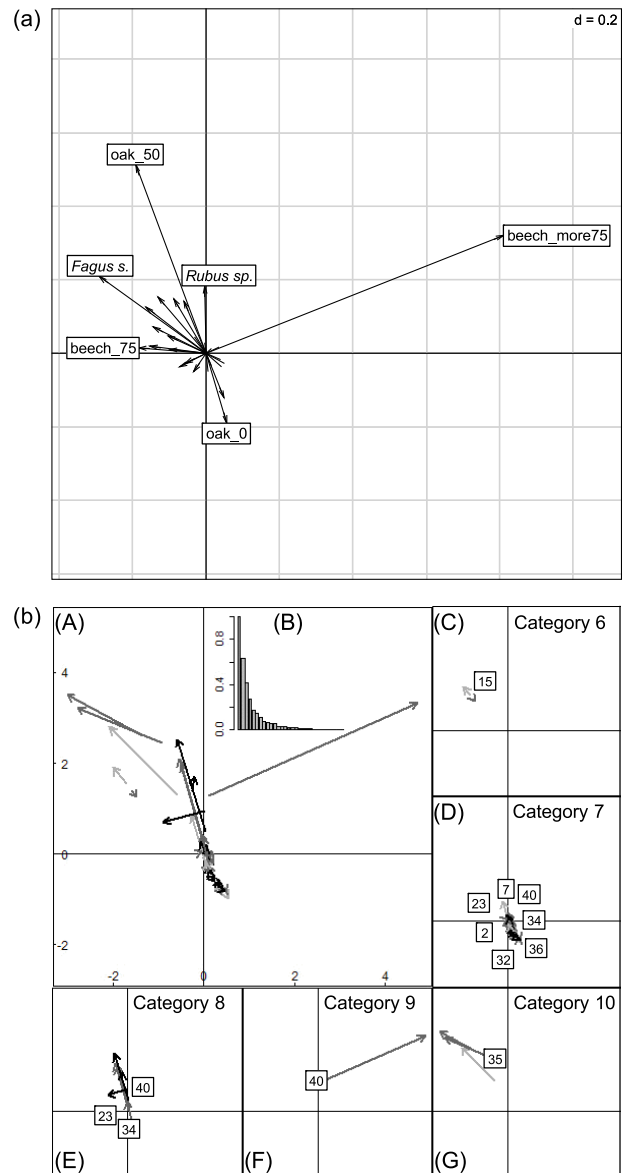 (a)
d = 0.2
oak_50
beech_more75
Fagus s.
Rubus sp.
beech_75
oak_0
(b)
(A)
(B)
0.8
0.4
0.0
4
2
0
-2
-2
0
2
4
(C)
Category 6
15
(D)
Category 7
7
40
23
34
2
36
32
Category 8
40
23
34
(E)
Category 9
40
(F)
Category 10
35
(G)